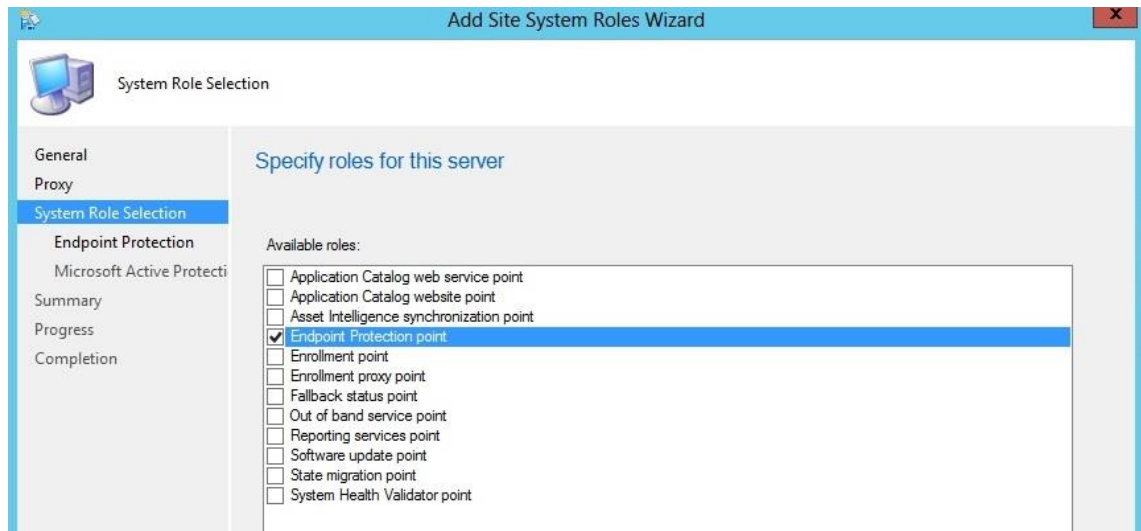 Add Site System Roles Wizard
x
System Role Selection
General
Proxy
System Role Selection
Endpoint Protection
Microsoft Active Protecti
Summary
Progress
Completion
Specify roles for this server
Available roles:
Application Catalog web service point
Application Catalog website point
Asset Intelligence synchronization point
Endpoint Protection point
Enrollment point
Enrollment proxy point
Fallback status point
Out of band service point
Reporting services point
Software update point
State migration point
System Health Validator point